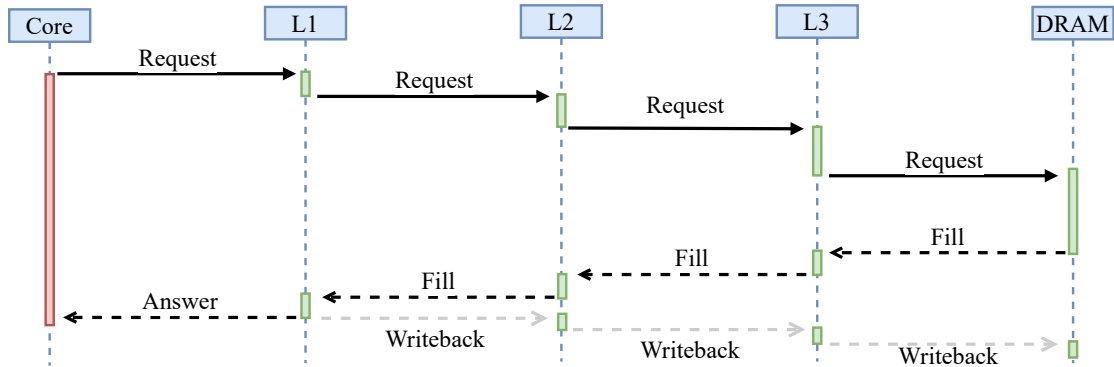 Core
L1
L2
L3
DRAM
Request
Request
Request
Request
Fill
Fill
Fill
Answer
Writeback
Writeback
Writeback